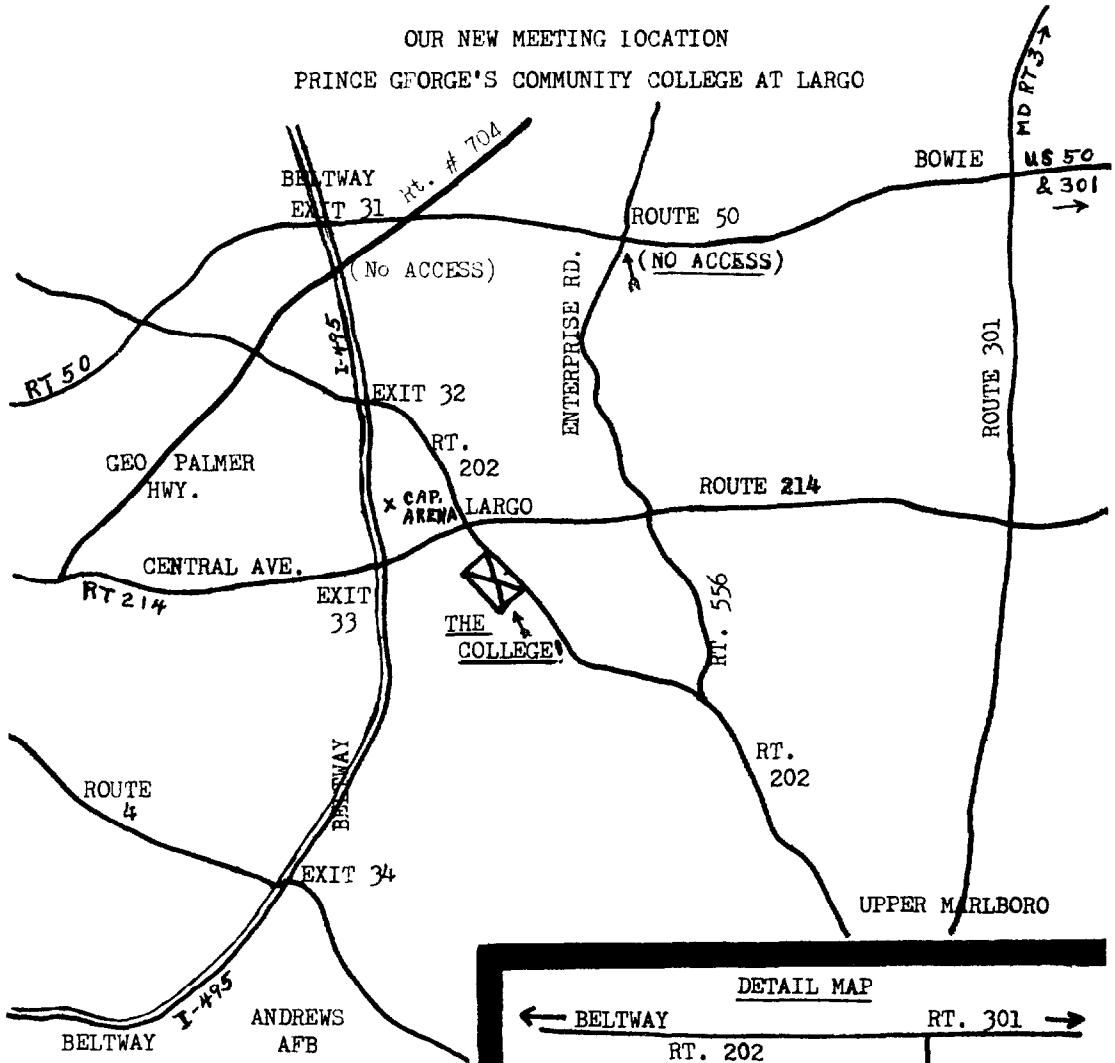 OUR NEW MEETING LOCATION
PRINCE GEORGE'S COMMUNITY COLLEGE AT LARGO
MD RT 3
Rt. # 704
BELTWAY
EXIT 31
BOWIE
US 50
& 301
ROUTE 50
(NO ACCESS)
(NO ACCESS)
ENTERPRISE RD.
I-495
ROUTE 301
RT 50
EXIT 32
RT.
202
GEO PALMER
HWY.
ROUTE 214
X CAP.
ARENA
LARGO
CENTRAL AVE.
RT 214
EXIT
33
THE
COLLEGE
RT. 556
BELTWAY
RT.
202
ROUTE
4
EXIT 34
UPPER MARLBORO
I-495
BELTWAY
ANDREWS
AFB
DETAIL MAP
BELTWAY
RT. 301
RT. 202